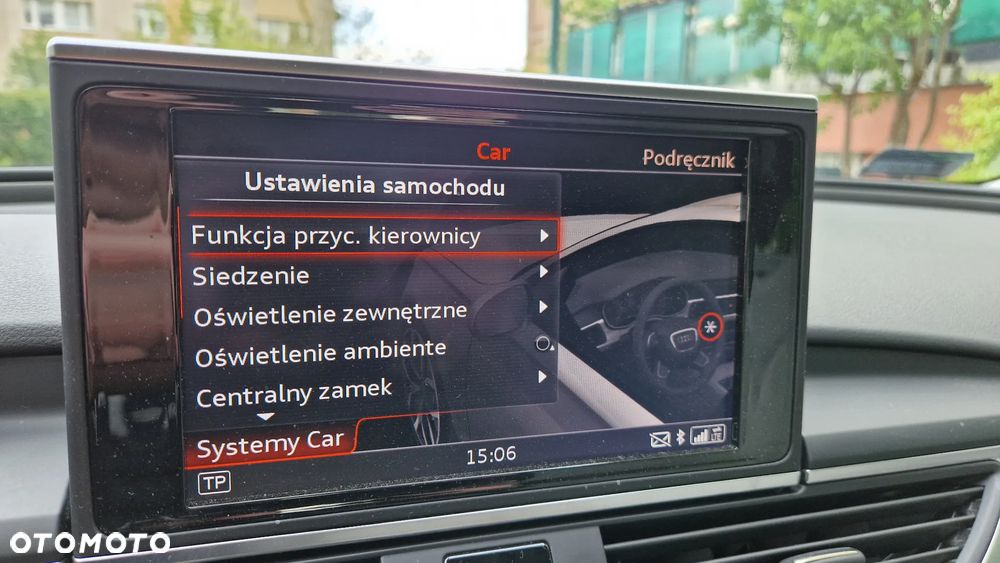 Car
Podręcznik
Ustawienia samochodu
Funkcja przyc. kierownicy
Siedzenie
Oświetlenie zewnętrzne
Oświetlenie ambiente
Centralny zamek
Systemy Car
15:06
TP
OTOMOTO